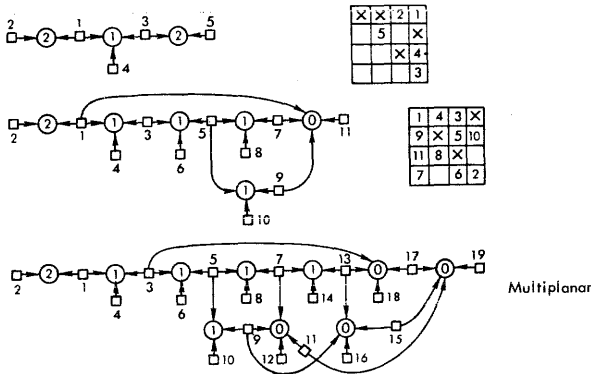 2 1 3 5
2 1 2
4
× × 2 1
5 ×
× 4
3
2 1 1 1 0
2 1 3 5 7 11
4 6 8
9
1
10
1 4 3 ×
9 × 5 10
11 8 ×
7 6 2
5 7 13 17 19
2 1 1 1 1 0 0
2 1 3
4 6 8 14 18
Multiplanar
1 9 0 11 0 15
10 12 16